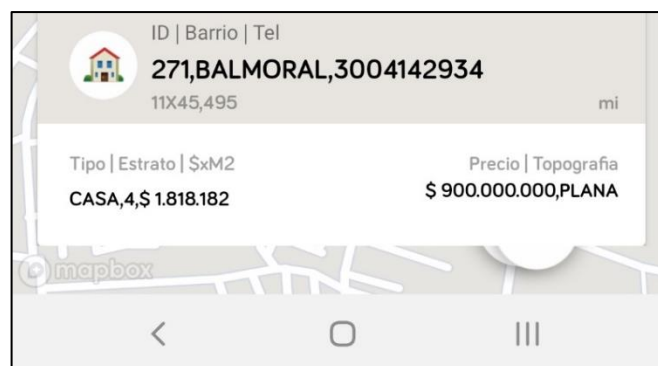 ID | Barrio | Tel
271,BALMORAL,3004142934
11X45,495 mi
Tipo | Estrato | $xM2 Precio | Topografia
CASA,4,$ 1.818.182 $ 900.000.000,PLANA
mapbox